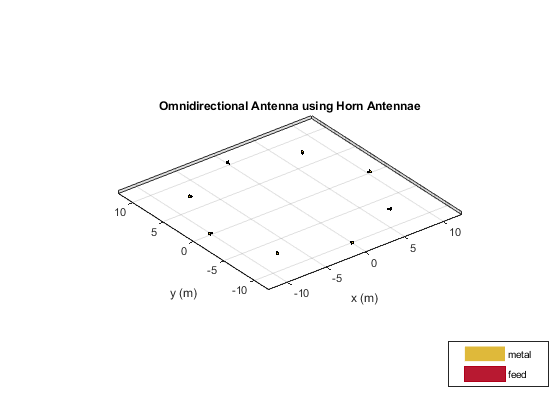 Omnidirectional Antenna using Horn Antennae
10
5
0
-5
-10
y (m)
-10
-5
0
5
10
x (m)
metal
feed